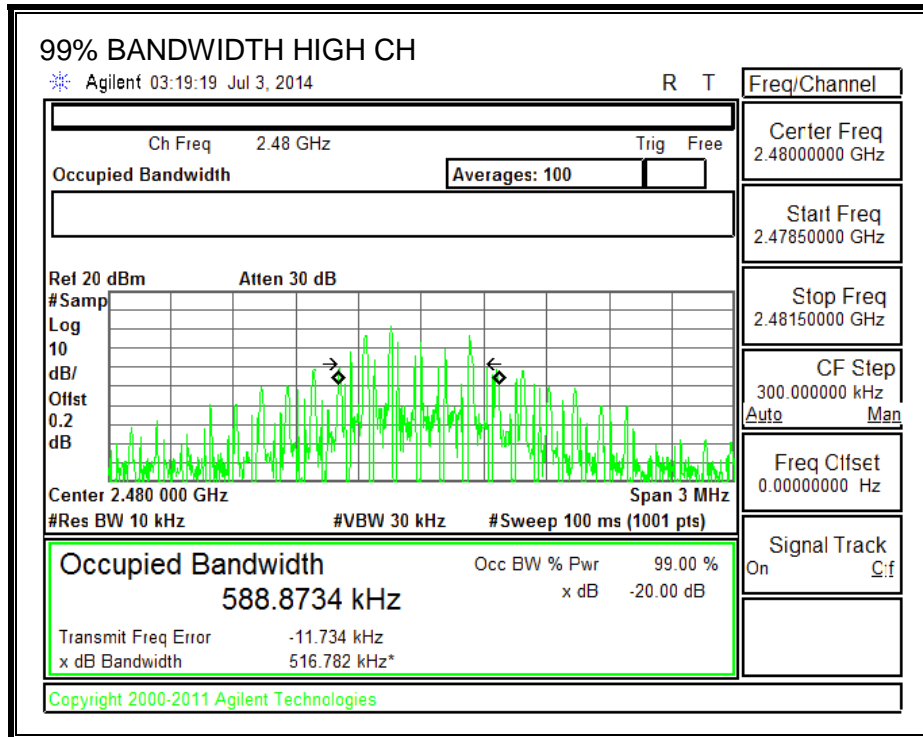 99% BANDWIDTH HIGH CH
Agilent 03:19:19 Jul 3, 2014 R T
Ch Freq 2.48 GHz Trig Free
Occupied Bandwidth Averages: 100
Ref 20 dBm Atten 30 dB
#Samp
Log
10
dB/
Offst
0.2
dB
Center 2.480 000 GHz Span 3 MHz
#Res BW 10 kHz #VBW 30 kHz #Sweep 100 ms (1001 pts)
Occupied Bandwidth Occ BW % Pwr 99.00 %
588.8734 kHz x dB -20.00 dB
Transmit Freq Error -11.734 kHz
x dB Bandwidth 516.782 kHz*
Copyright 2000-2011 Agilent Technologies
Freq/Channel
Center Freq
2.48000000 GHz
Start Freq
2.47850000 GHz
Stop Freq
2.48150000 GHz
CF Step
300.000000 kHz
Auto Man
Freq Offset
0.00000000 Hz
Signal Track
On Off